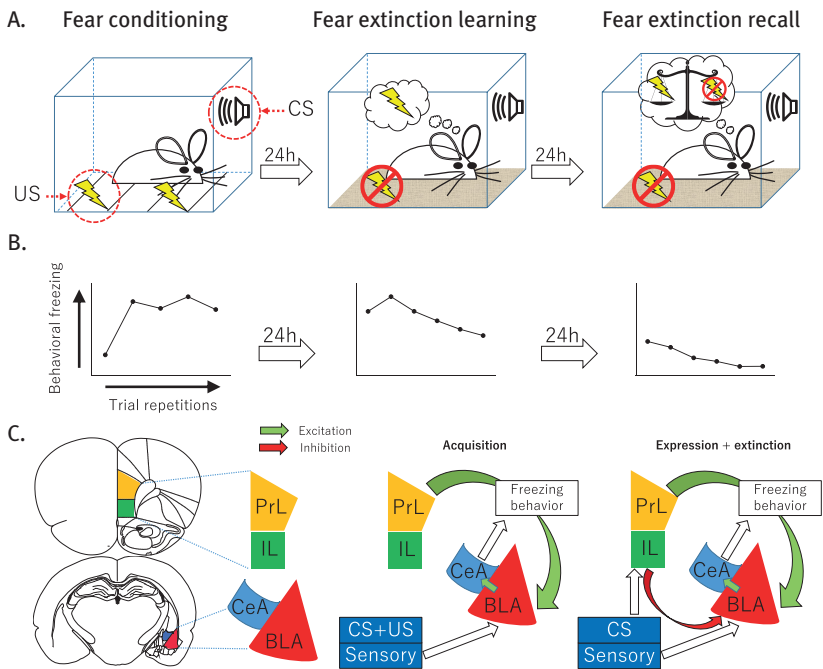 A.
Fear conditioning
Fear extinction learning
Fear extinction recall
CS
US
24h
24h
B.
Behavioral freezing
Trial repetitions
24h
24h
C.
Excitation
Inhibition
Acquisition
Expression + extinction
PrL
IL
CeA
BLA
PrL
IL
Freezing
behavior
CeA
BLA
CS+US
Sensory
PrL
IL
Freezing
behavior
CeA
BLA
CS
Sensory